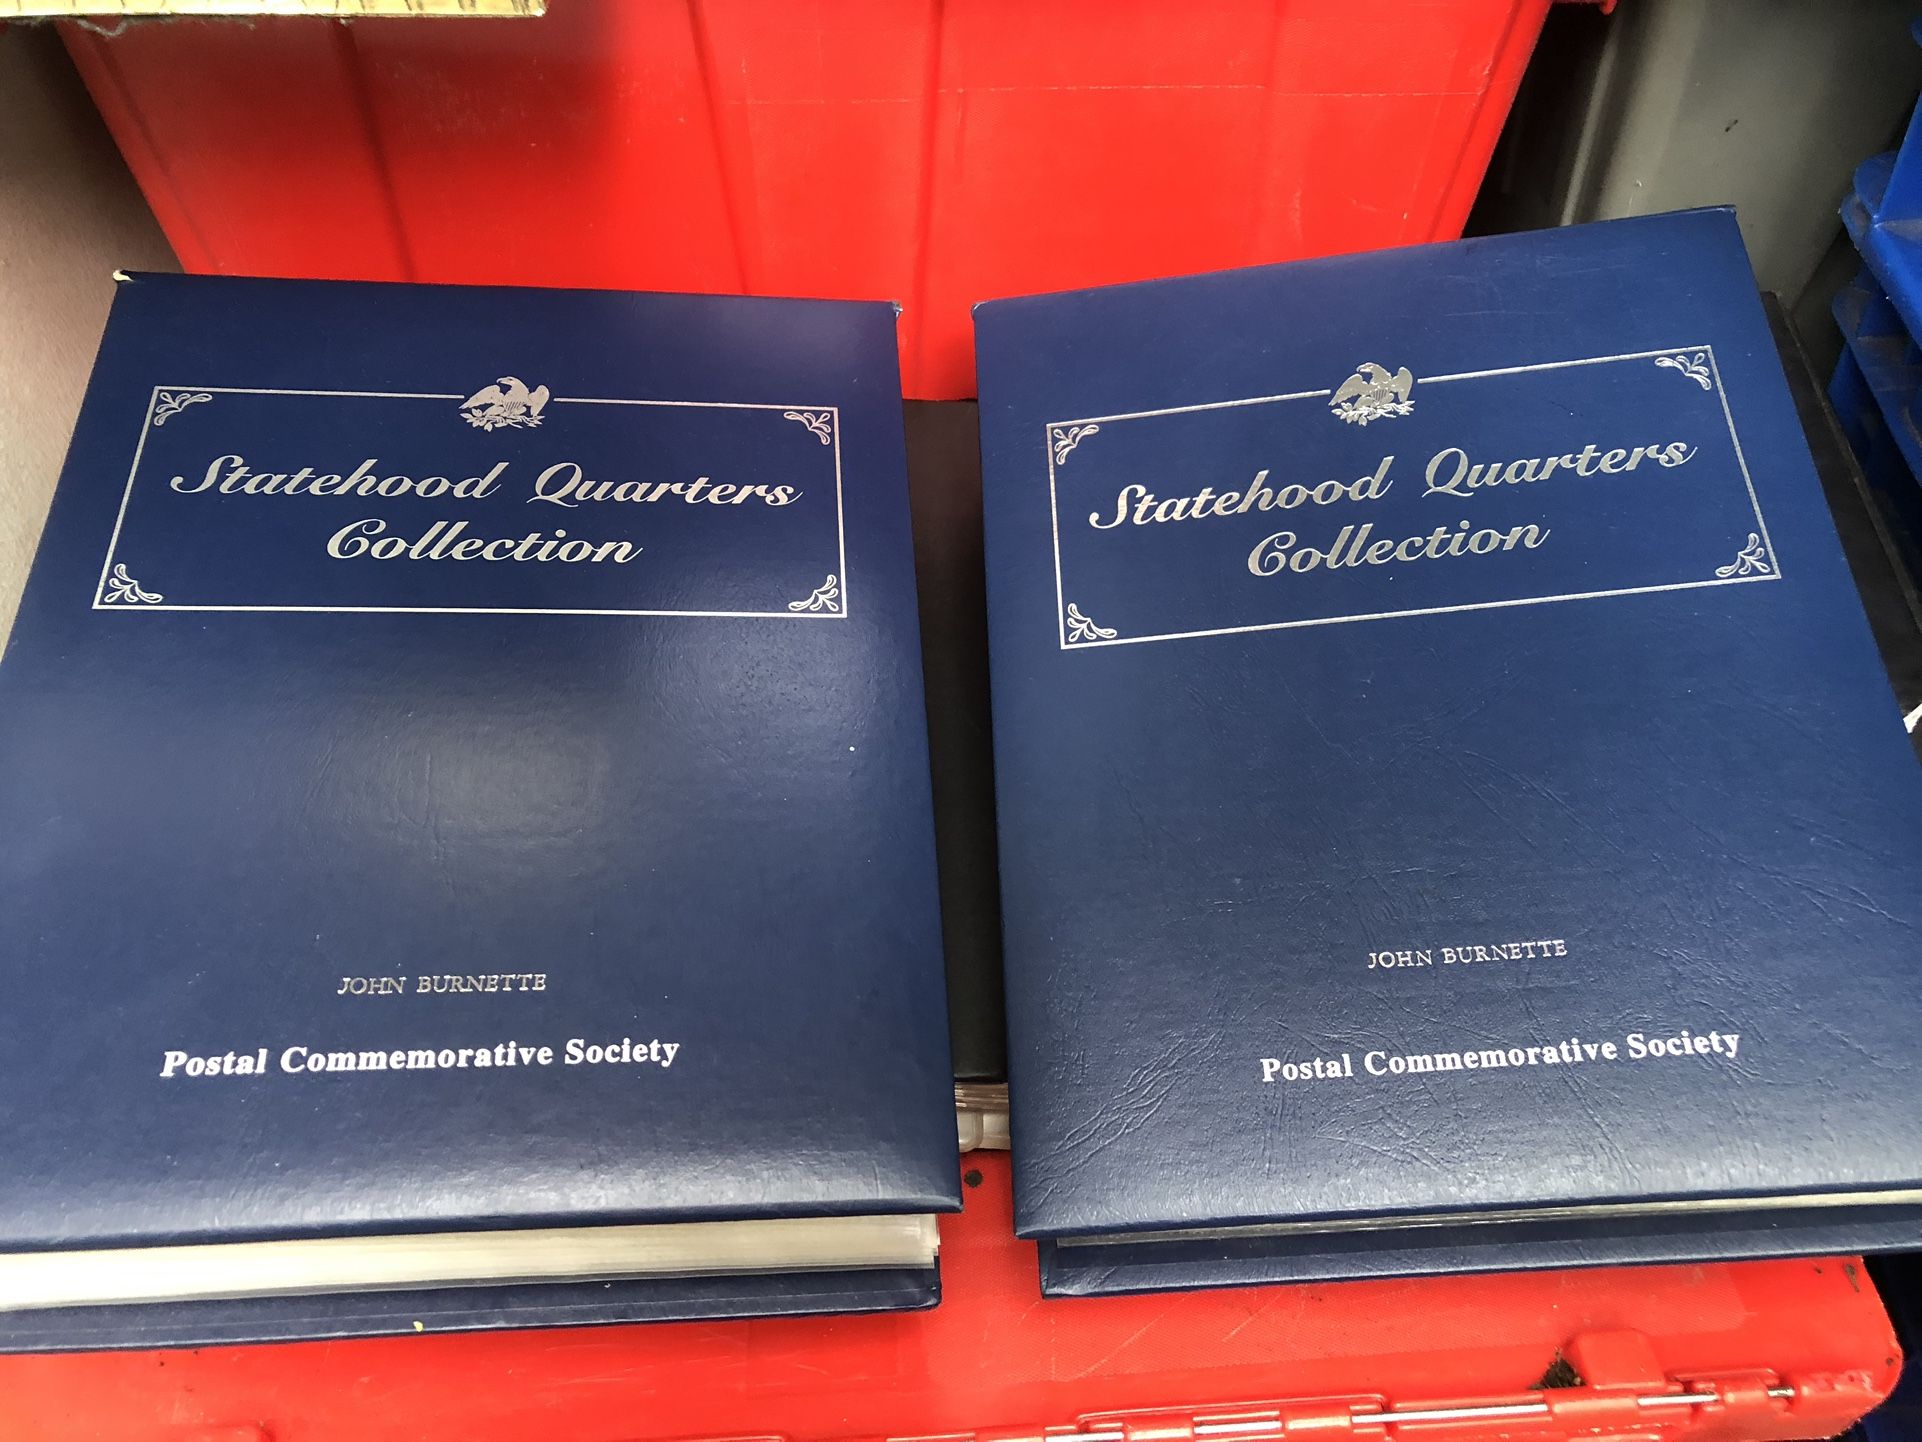 Statehood Quarters
Collection
JOHN BURNETTE
Postal Commemorative Society
Statehood Quarters
Collection
JOHN BURNETTE
Postal Commemorative Society